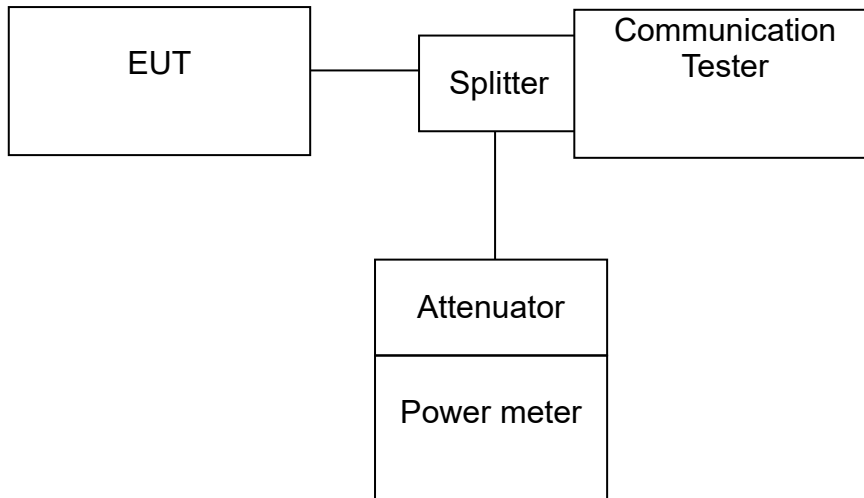 EUT
Splitter
Communication
Tester
Attenuator
Power meter